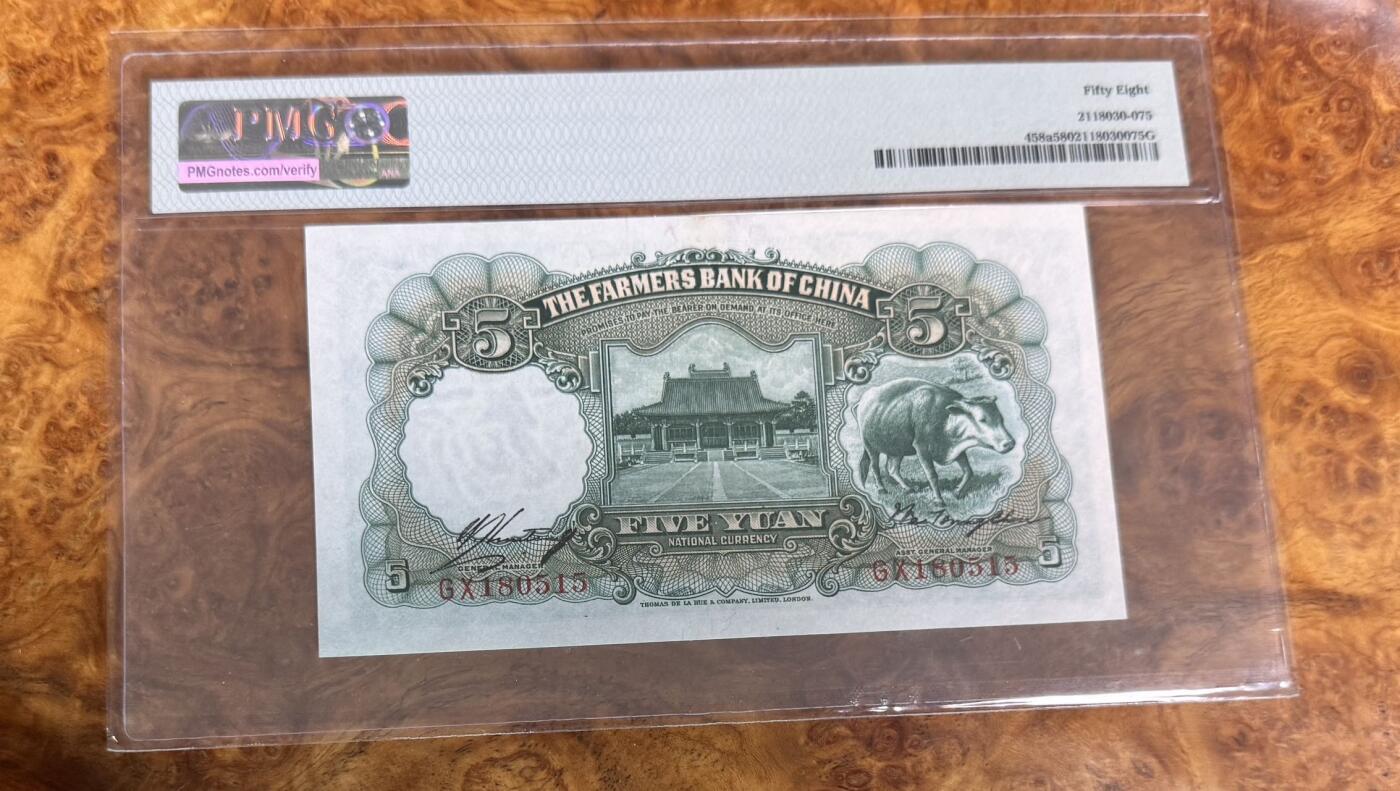 PMG
PMGnotes.com/verify
ANA
Fifty Eight
2118030-075
458a5802118030075G
THE FARMERS BANK OF CHINA
PROMISES TO PAY THE BEARER ON DEMAND AT ITS OFFICE HERE
5
5
FIVE YUAN
NATIONAL CURRENCY
GENERAL MANAGER
ASST. GENERAL MANAGER
5
GX180515
GX180515
5
THOMAS DE LA RUE & COMPANY, LIMITED, LONDON.